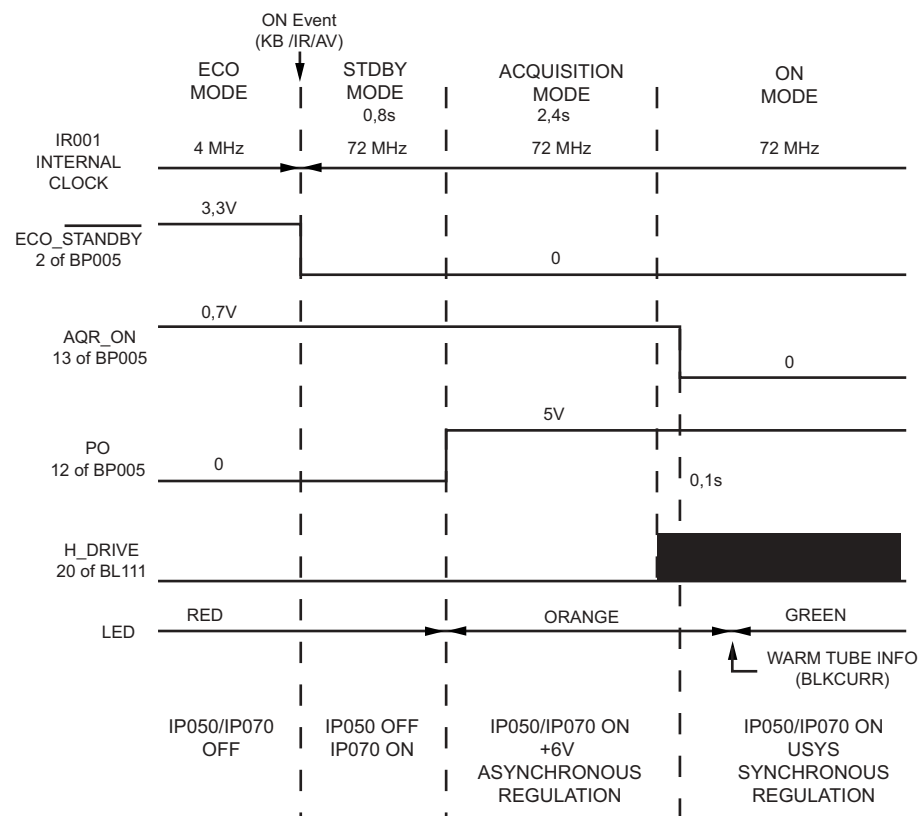 ON Event
(KB /IR/AV)
ECO
MODE
STDBY
MODE
0,8s
ACQUISITION
MODE
2,4s
ON
MODE
IR001
INTERNAL
CLOCK
4 MHz
72 MHz
72 MHz
72 MHz
ECO_STANDBY
2 of BP005
3,3V
0
AQR_ON
13 of BP005
0,7V
0
PO
12 of BP005
0
5V
0,1s
H_DRIVE
20 of BL111
LED
RED
ORANGE
GREEN
WARM TUBE INFO
(BLKCURR)
IP050/IP070
OFF
IP050 OFF
IP070 ON
IP050/IP070 ON
+6V
ASYNCHRONOUS
REGULATION
IP050/IP070 ON
USYS
SYNCHRONOUS
REGULATION